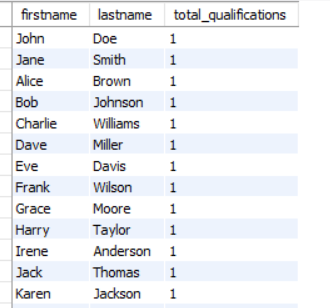 firstname lastname total_qualifications
John Doe 1
Jane Smith 1
Alice Brown 1
Bob Johnson 1
Charlie Williams 1
Dave Miller 1
Eve Davis 1
Frank Wilson 1
Grace Moore 1
Harry Taylor 1
Irene Anderson 1
Jack Thomas 1
Karen Jackson 1